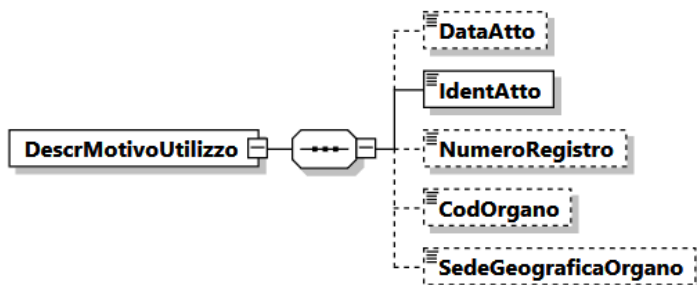 DataAtto
IdentAtto
DescrMotivoUtilizzo
NumeroRegistro
CodOrgano
SedeGeograficaOrgano